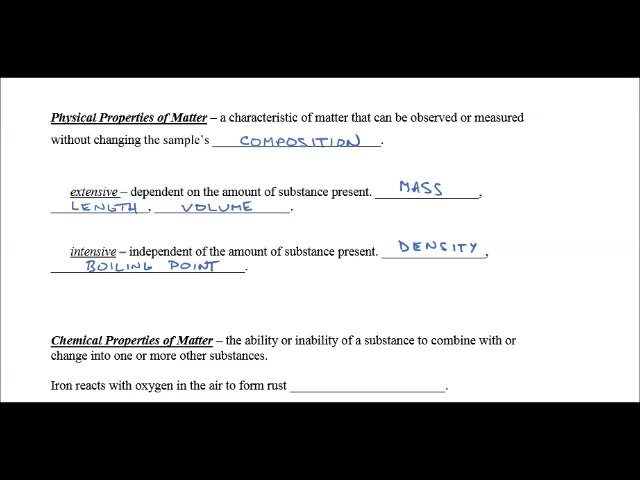 Physical Properties of Matter – a characteristic of matter that can be observed or measured
without changing the sample's COMPOSITION.
extensive – dependent on the amount of substance present. MASS,
LENGTH, VOLUME.
intensive – independent of the amount of substance present. DENSITY,
BOILING POINT.
Chemical Properties of Matter – the ability or inability of a substance to combine with or
change into one or more other substances.
Iron reacts with oxygen in the air to form rust ____________________.